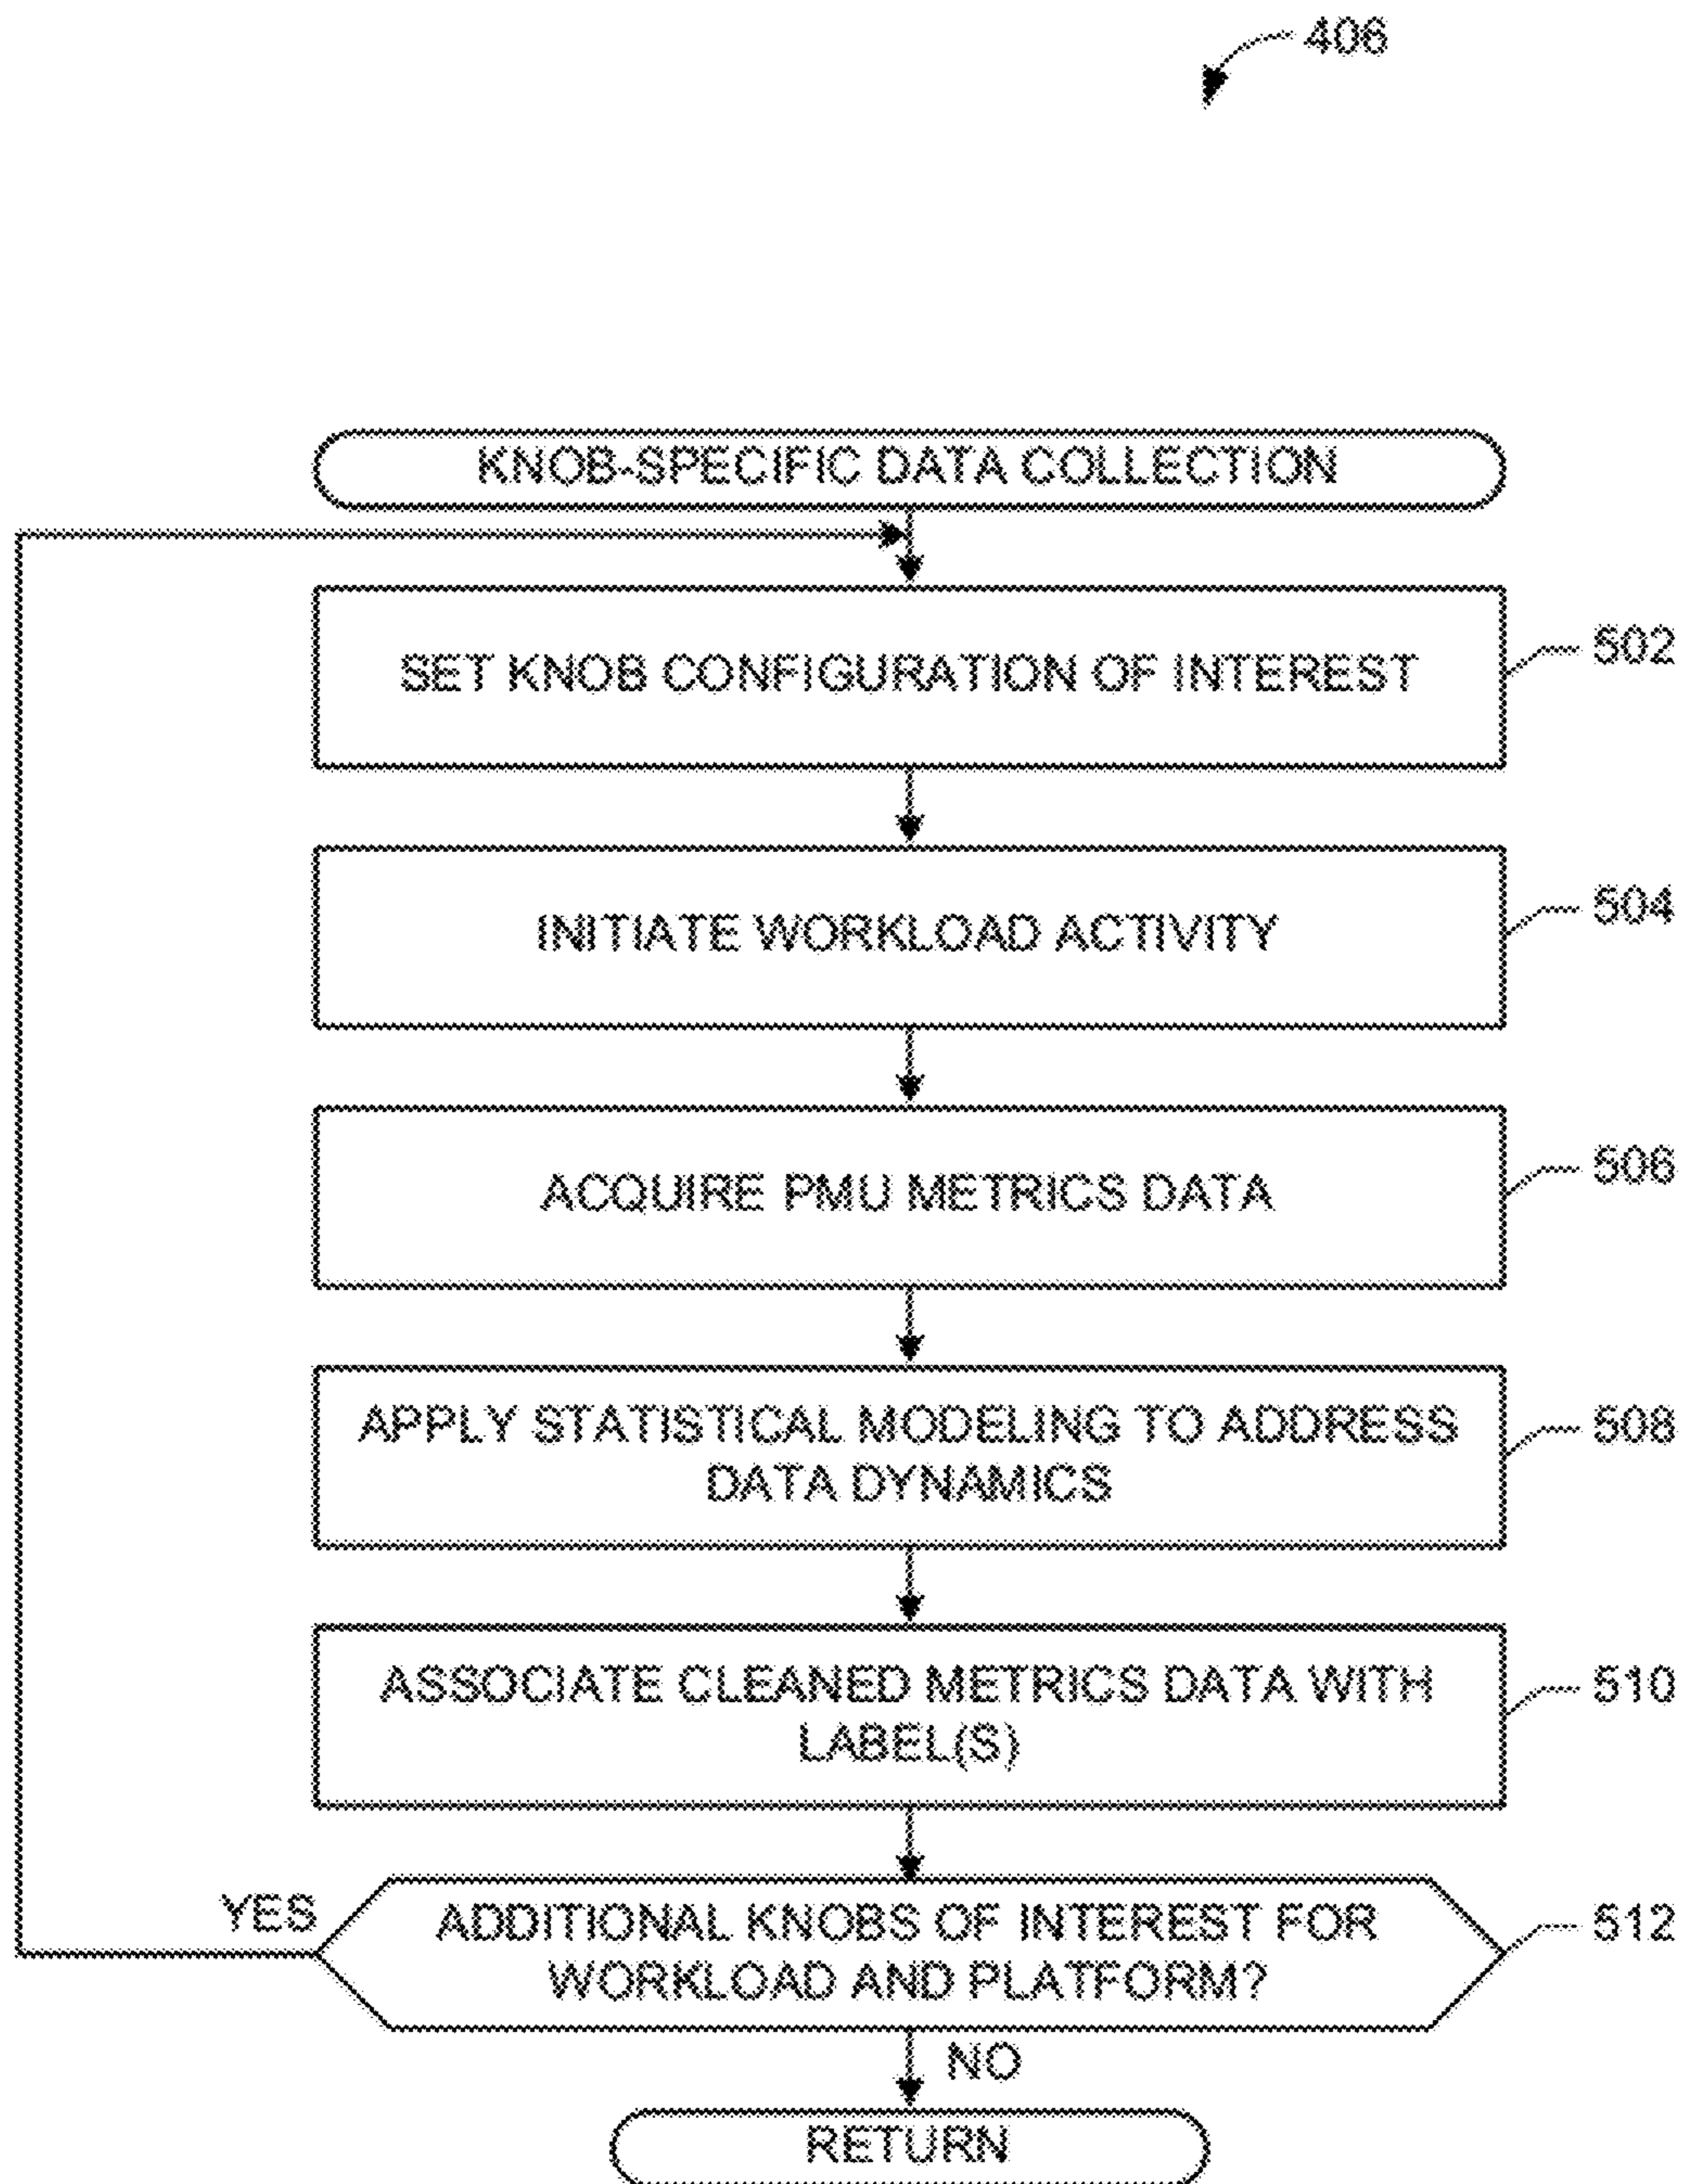 406
KNOB-SPECIFIC DATA COLLECTION
SET KNOB CONFIGURATION OF INTEREST
502
INITIATE WORKLOAD ACTIVITY
504
ACQUIRE PMU METRICS DATA
506
APPLY STATISTICAL MODELING TO ADDRESS
DATA DYNAMICS
508
ASSOCIATE CLEANED METRICS DATA WITH
LABEL(S)
510
YES
ADDITIONAL KNOBS OF INTEREST FOR
WORKLOAD AND PLATFORM?
512
NO
RETURN